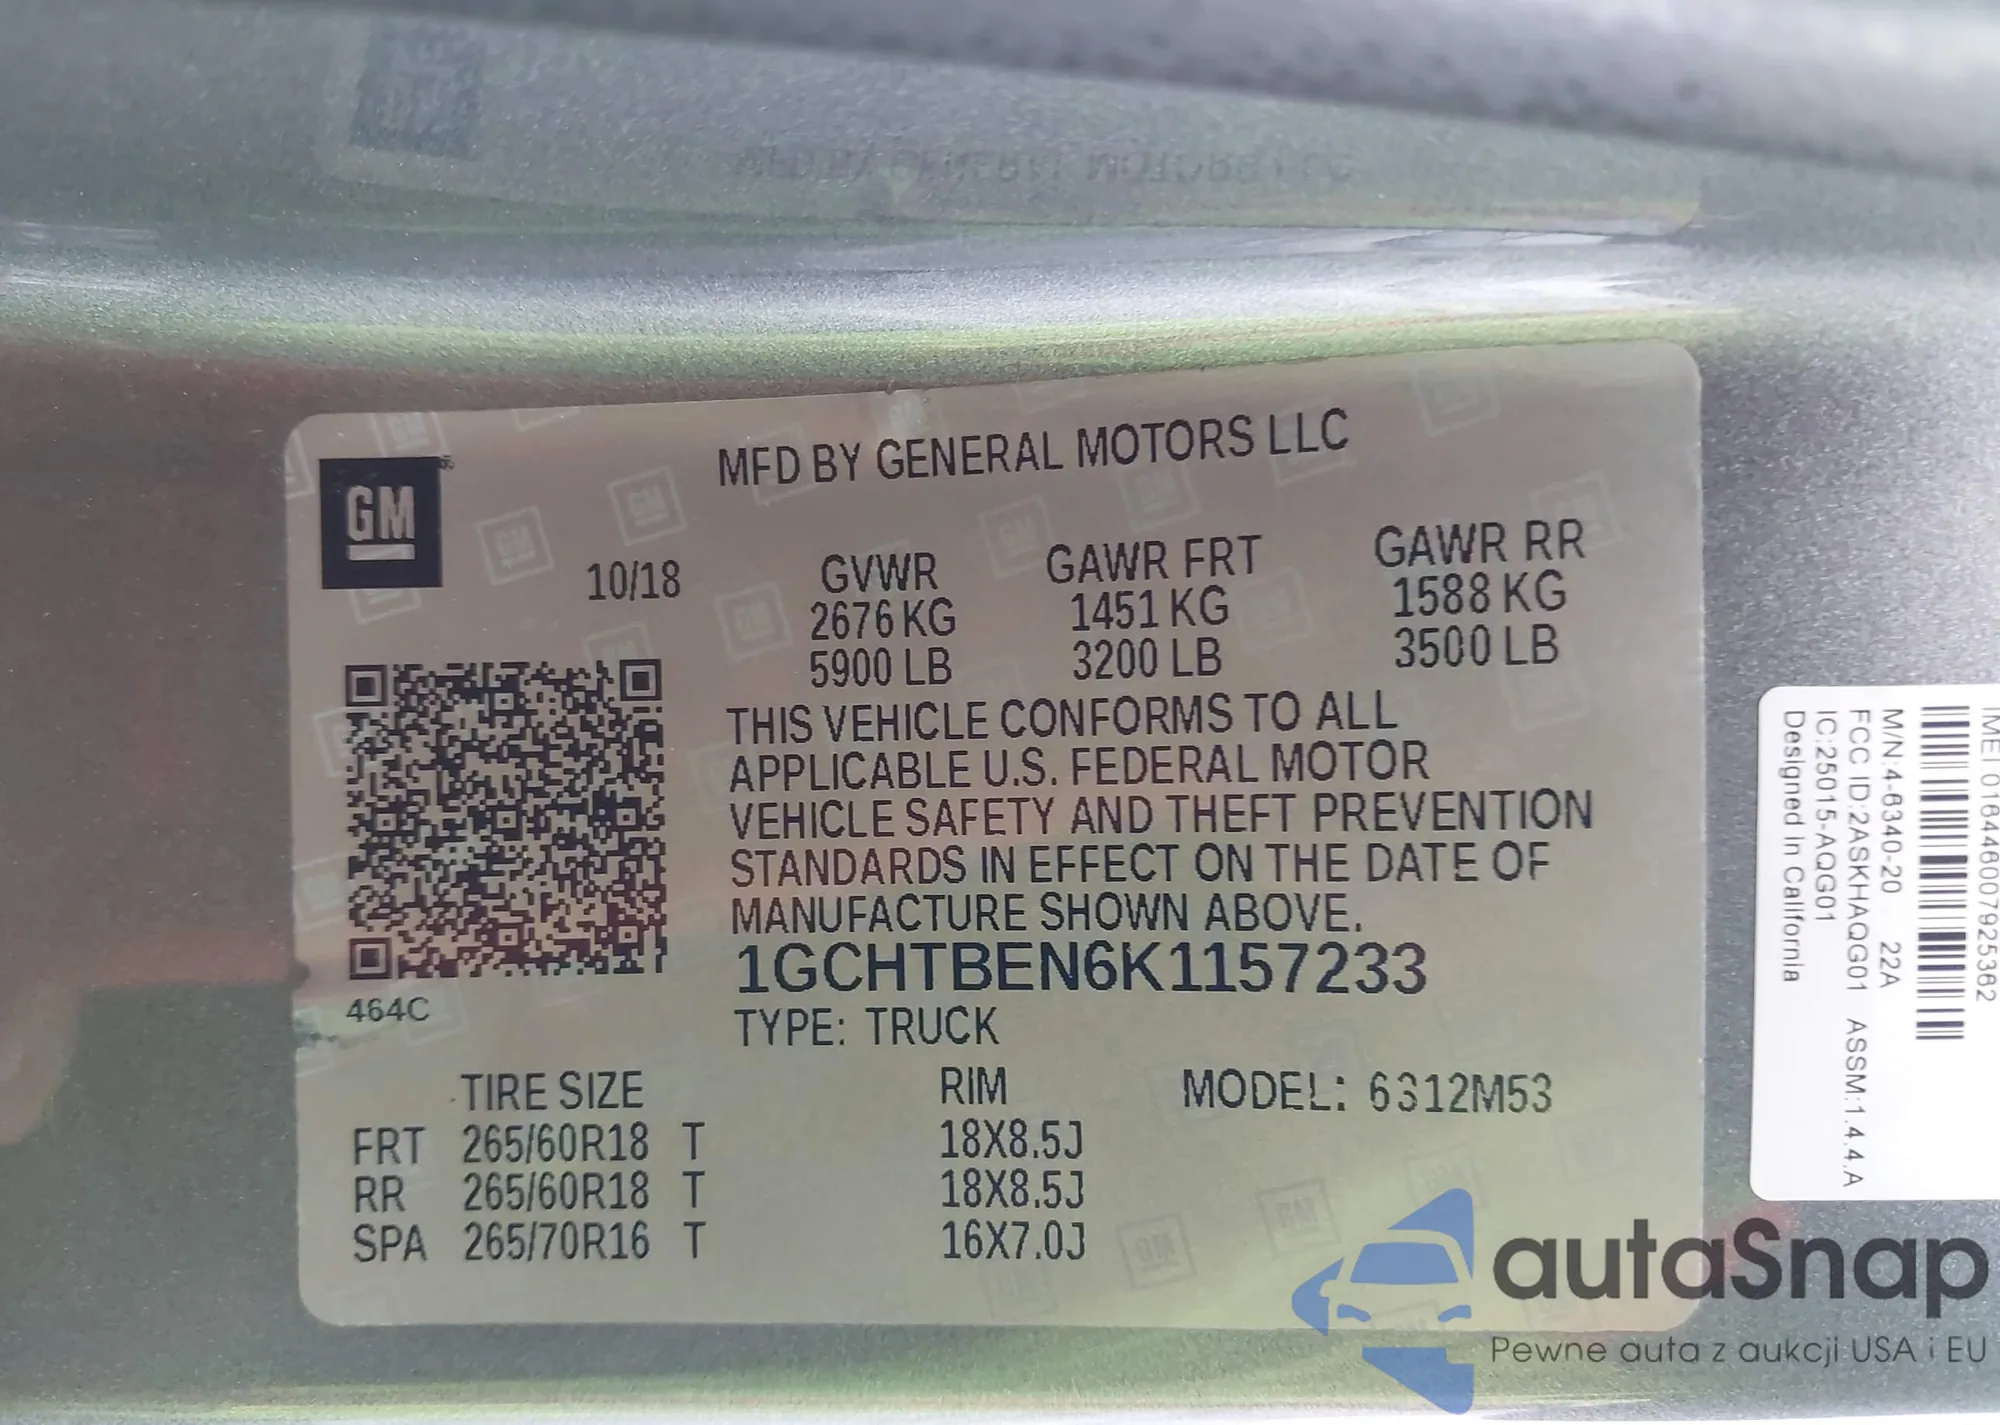 MFD BY GENERAL MOTORS LLC
GM
10/18
GVWR GAWR FRT GAWR RR
2676 KG 1451 KG 1588 KG
5900 LB 3200 LB 3500 LB
THIS VEHICLE CONFORMS TO ALL
APPLICABLE U.S. FEDERAL MOTOR
VEHICLE SAFETY AND THEFT PREVENTION
STANDARDS IN EFFECT ON THE DATE OF
MANUFACTURE SHOWN ABOVE.
1GCHTBEN6K1157233
464C
TYPE: TRUCK
TIRE SIZE RIM MODEL: 6312M53
FRT 265/60R18 T 18X8.5J
RR 265/60R18 T 18X8.5J
SPA 265/70R16 T 16X7.0J
IMEI 016446007925382
M/N:4-6340-20 22A
FCC ID:2ASKHAQG01 ASSM:1.4.4.A
IC:25015-AQG01
Designed in California
autaSnap
Pewne auta z aukcji USA i EU